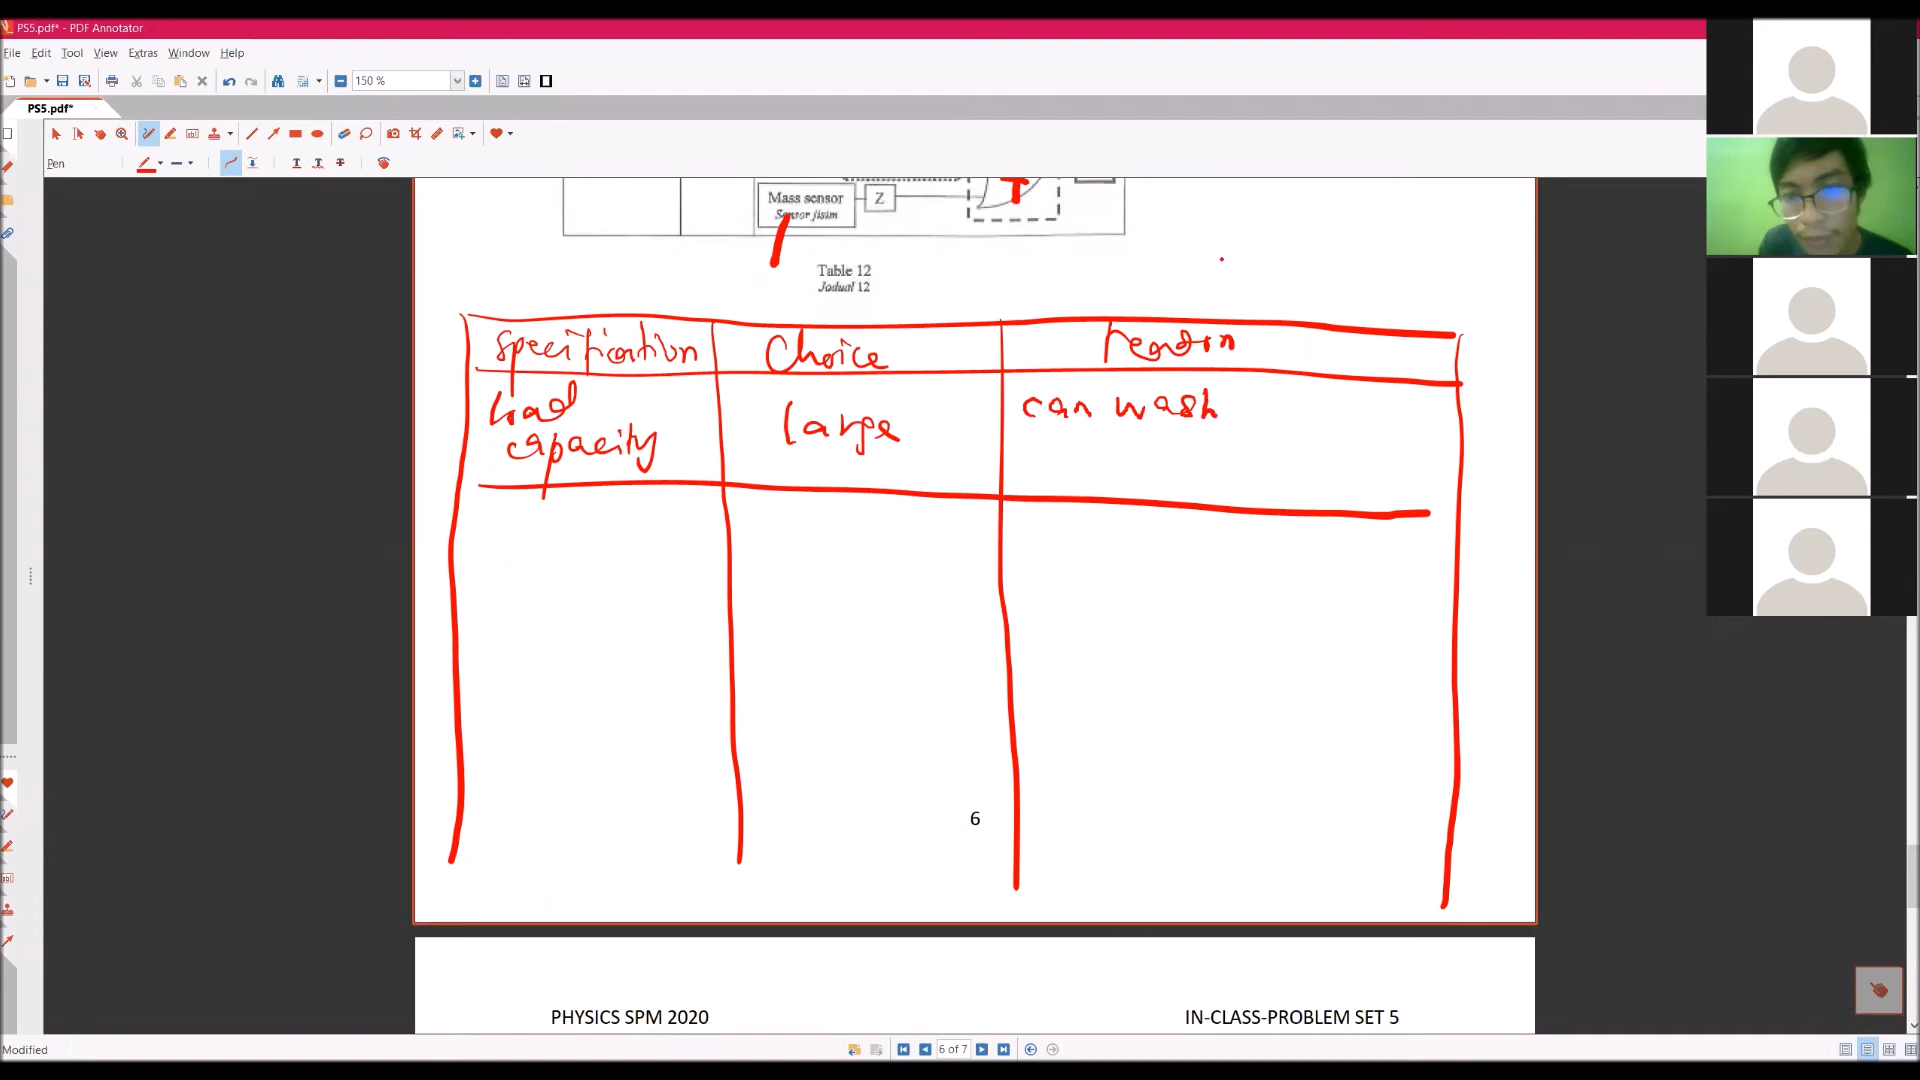 PS5.pdf* - PDF Annotator
File Edit Tool View Extras Window Help
150 %
PS5.pdf*
Pen
Mass sensor
Sensor jisim
Z
Table 12
Jadual 12
Specification Choice reason
load capacity large can wash
6
PHYSICS SPM 2020 IN-CLASS-PROBLEM SET 5
Modified
6 of 7